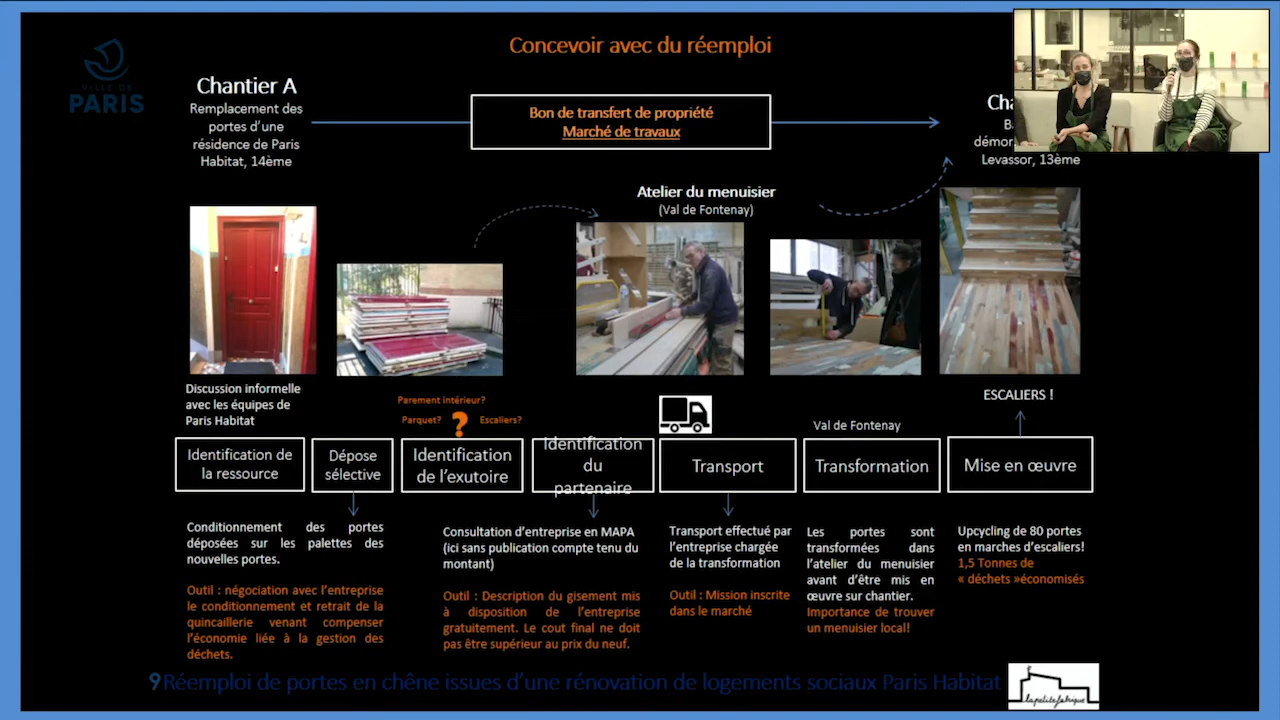 Concevoir avec du réemploi
VILLE DE
PARIS
Chantier A
Remplacement des
portes d'une
résidence de Paris
Habitat, 14ème
Bon de transfert de propriété
Marché de travaux
Levassor, 13ème
Atelier du menuisier
(Val de Fontenay)
Discussion informelle
avec les équipes de
Paris Habitat
Parement intérieur?
Parquet?
?
Escaliers?
Val de Fontenay
ESCALIERS !
Identification de
la ressource
Dépose
sélective
Identification
de l'exutoire
Identification
du
partenaire
Transport
Transformation
Mise en œuvre
Conditionnement des portes
déposées sur les palettes des
nouvelles portes.
Outil : négociation avec l'entreprise
le conditionnement et retrait de la
quincaillerie venant compenser
l'économie liée à la gestion des
déchets.
Consultation d'entreprise en MAPA
(ici sans publication compte tenu du
montant)
Outil : Description du gisement mis
à disposition de l'entreprise
gratuitement. Le cout final ne doit
pas être supérieur au prix du neuf.
Transport effectué par
l'entreprise chargée
de la transformation
Outil : Mission inscrite
dans le marché
Les portes sont
transformées dans
l'atelier du menuisier
avant d'être mis en
œuvre sur chantier.
Importance de trouver
un menuisier local!
Upcycling de 80 portes
en marches d'escaliers!
1,5 Tonnes de
« déchets »économisés
9 Réemploi de portes en chêne issues d'une rénovation de logements sociaux Paris Habitat
lapetitefabrique